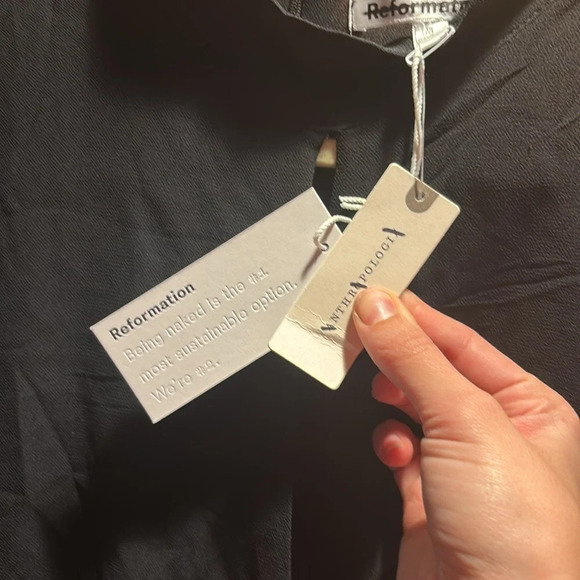 Reformation
Reformation
Being naked is the #1
most sustainable option.
We're #2.
ANTHROPOLOGIE